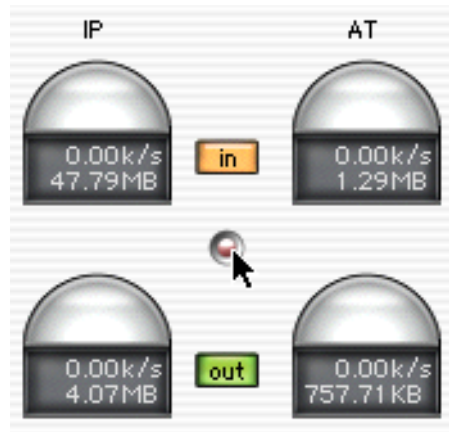 IP AT
0.00k/s in 0.00k/s
47.79MB 1.29MB
0.00k/s out 0.00k/s
4.07MB 757.71KB